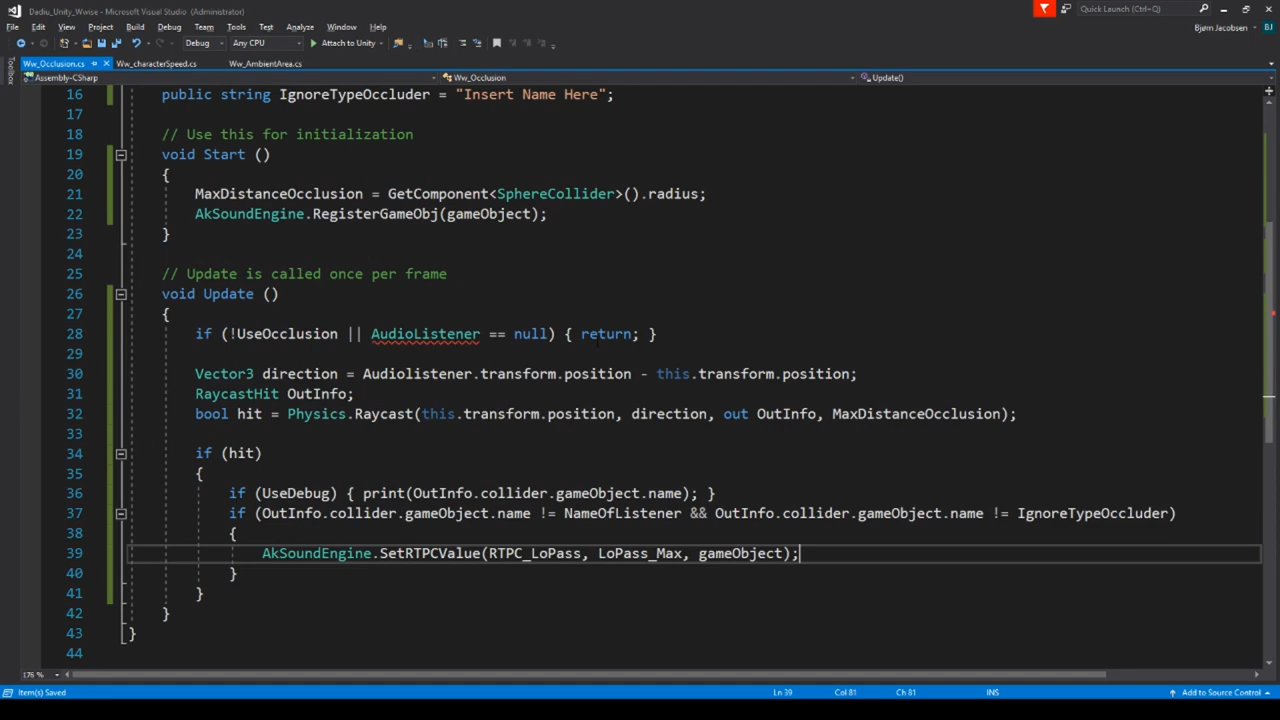 Dadiu_Unity_Wwise - Microsoft Visual Studio (Administrator)
Quick Launch (Ctrl+Q)
File Edit View Project Build Debug Team Tools Test Analyze Window Help
Bjørn Jacobsen BJ
Debug Any CPU Attach to Unity
Toolbox
Ww_Occlusion.cs Ww_characterSpeed.cs Ww_AmbientArea.cs
Assembly-CSharp Ww_Occlusion Update()
16 public string IgnoreTypeOccluder = "Insert Name Here";
17
18 // Use this for initialization
19 void Start ()
20 {
21 MaxDistanceOcclusion = GetComponent<SphereCollider>().radius;
22 AkSoundEngine.RegisterGameObj(gameObject);
23 }
24
25 // Update is called once per frame
26 void Update ()
27 {
28 if (!UseOcclusion || AudioListener == null) { return; }
29
30 Vector3 direction = Audiolistener.transform.position - this.transform.position;
31 RaycastHit OutInfo;
32 bool hit = Physics.Raycast(this.transform.position, direction, out OutInfo, MaxDistanceOcclusion);
33
34 if (hit)
35 {
36 if (UseDebug) { print(OutInfo.collider.gameObject.name); }
37 if (OutInfo.collider.gameObject.name != NameOfListener && OutInfo.collider.gameObject.name != IgnoreTypeOccluder)
38 {
39 AkSoundEngine.SetRTPCValue(RTPC_LoPass, LoPass_Max, gameObject);
40 }
41 }
42 }
43 }
44
176 %
Item(s) Saved Ln 39 Col 81 Ch 81 INS Add to Source Control